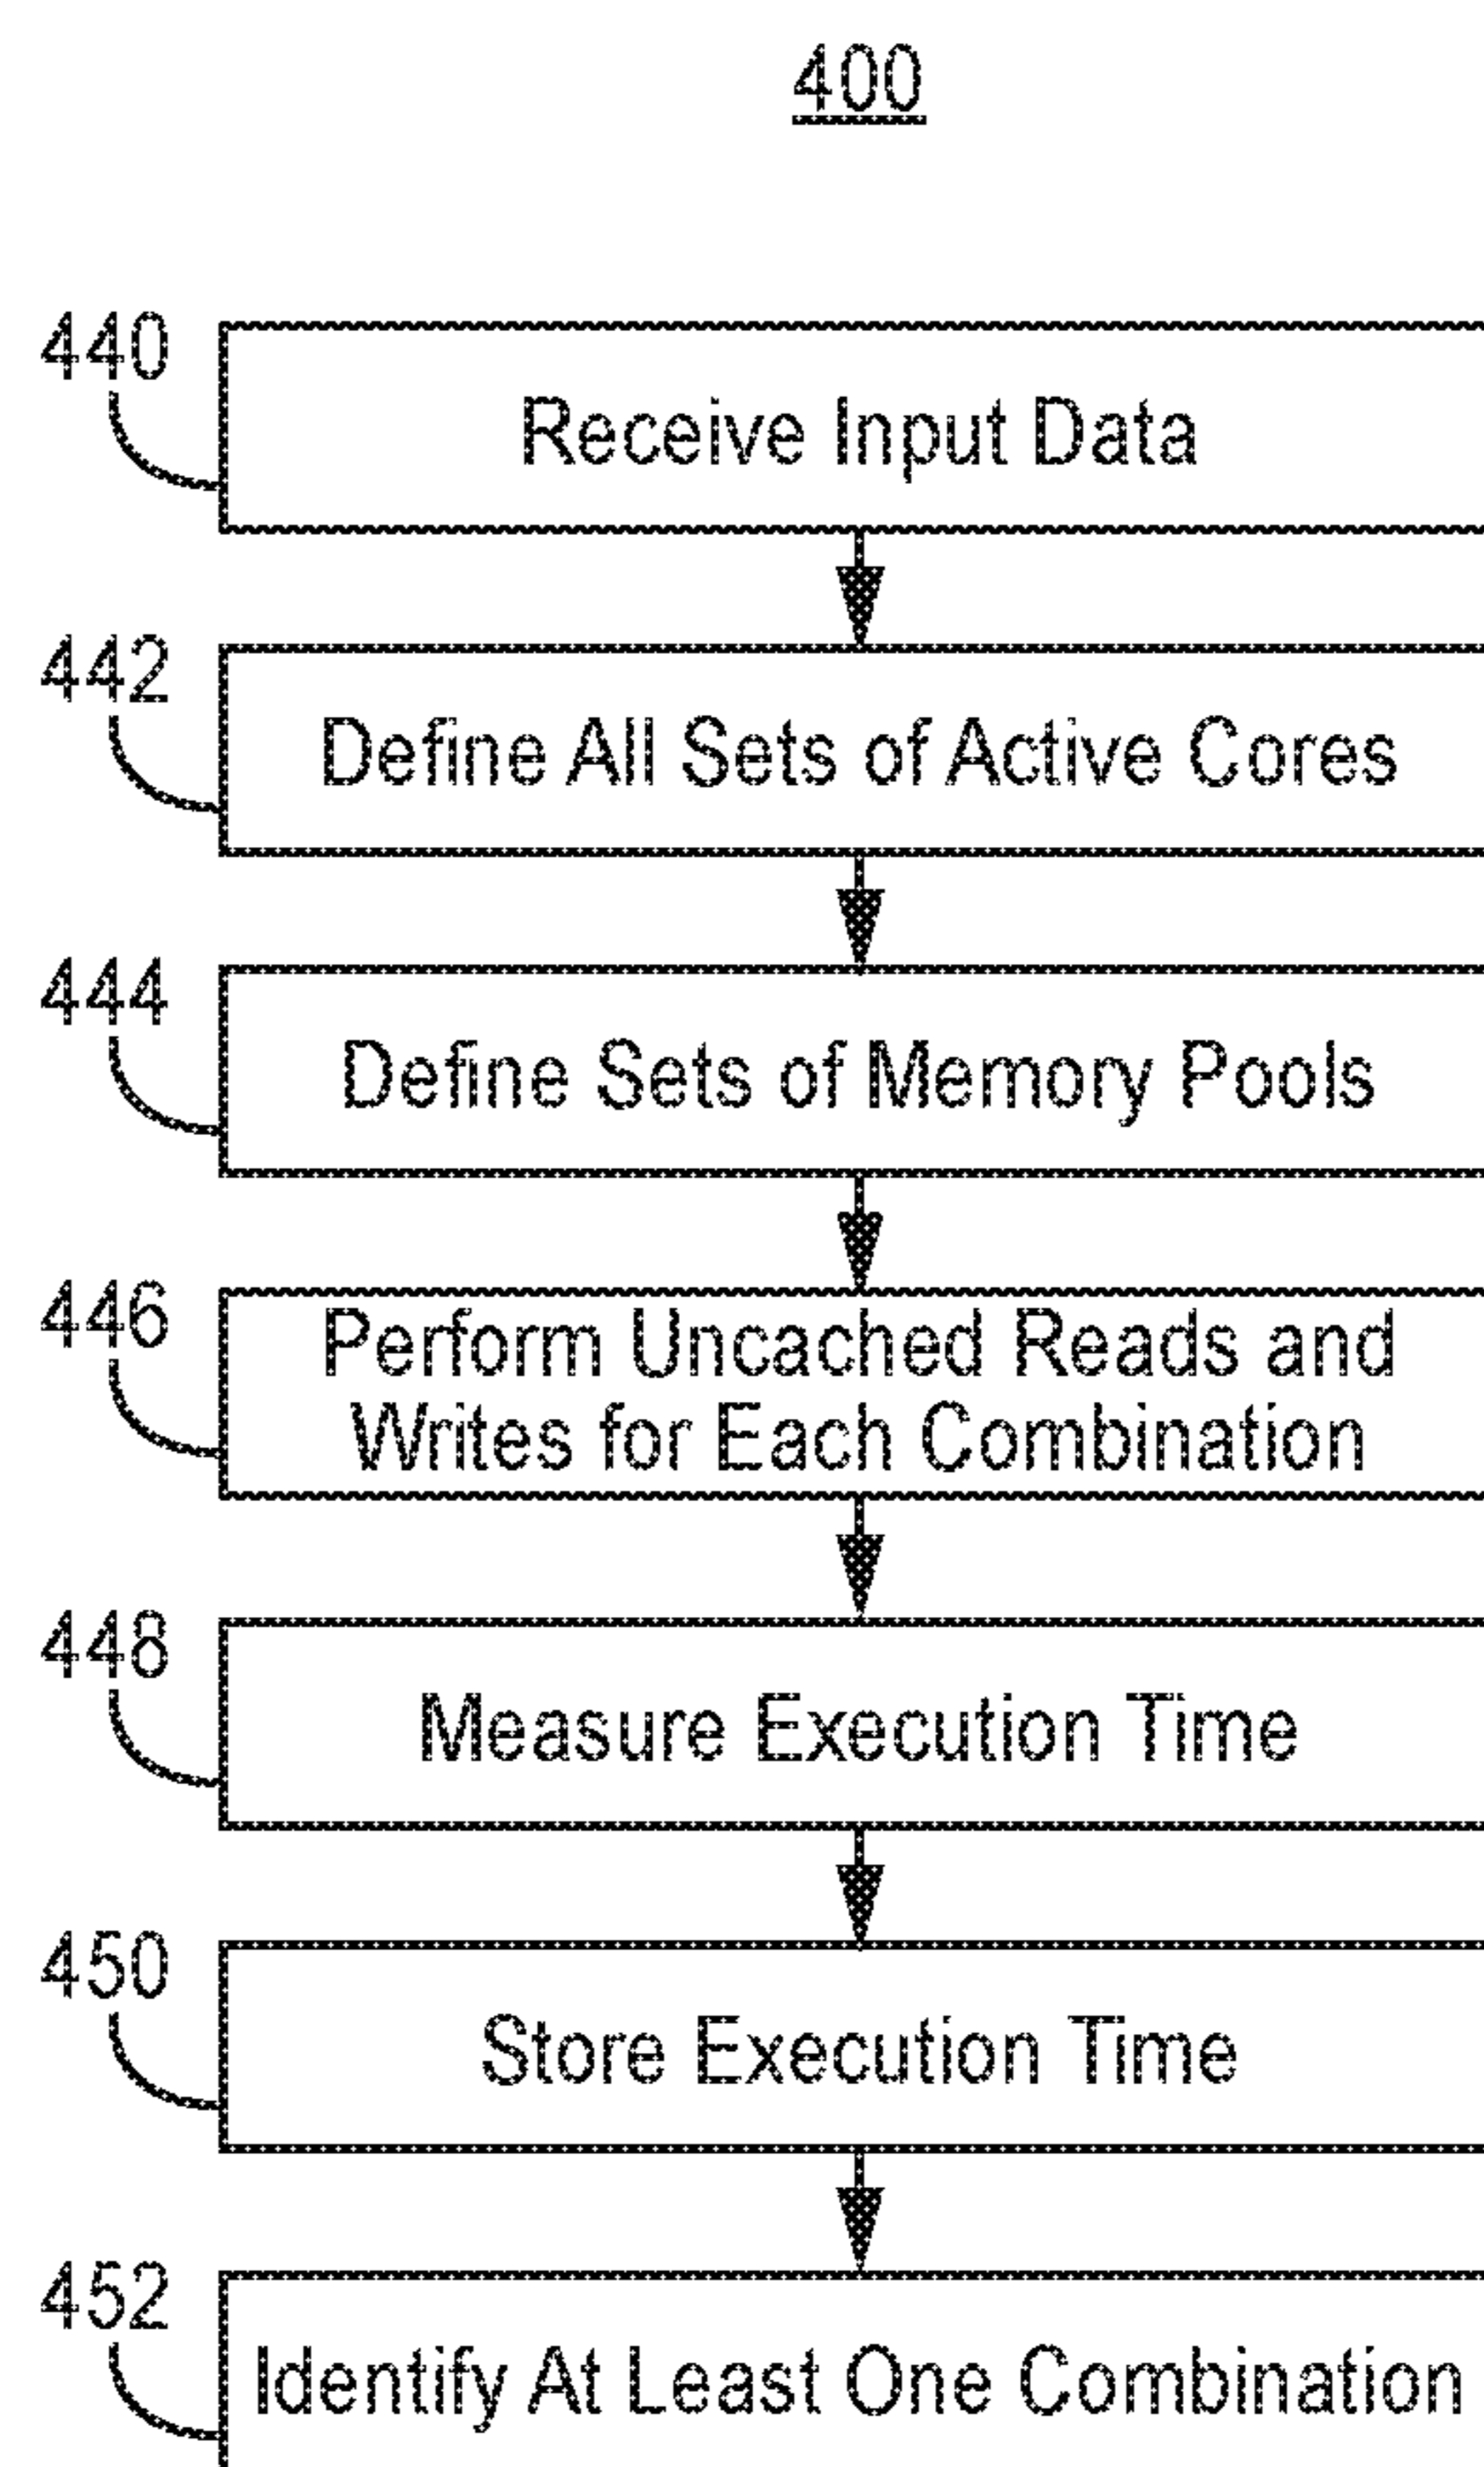 400
440
Receive Input Data
442
Define All Sets of Active Cores
444
Define Sets of Memory Pools
446
Perform Uncached Reads and
Writes for Each Combination
448
Measure Execution Time
450
Store Execution Time
452
Identify At Least One Combination